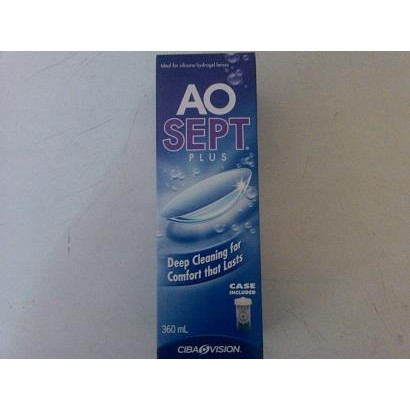 Ideal for silicone hydrogel lenses
AO
SEPT®
PLUS
Deep Cleaning for
Comfort that Lasts
CASE
INCLUDED
360 mL
CIBA VISION.